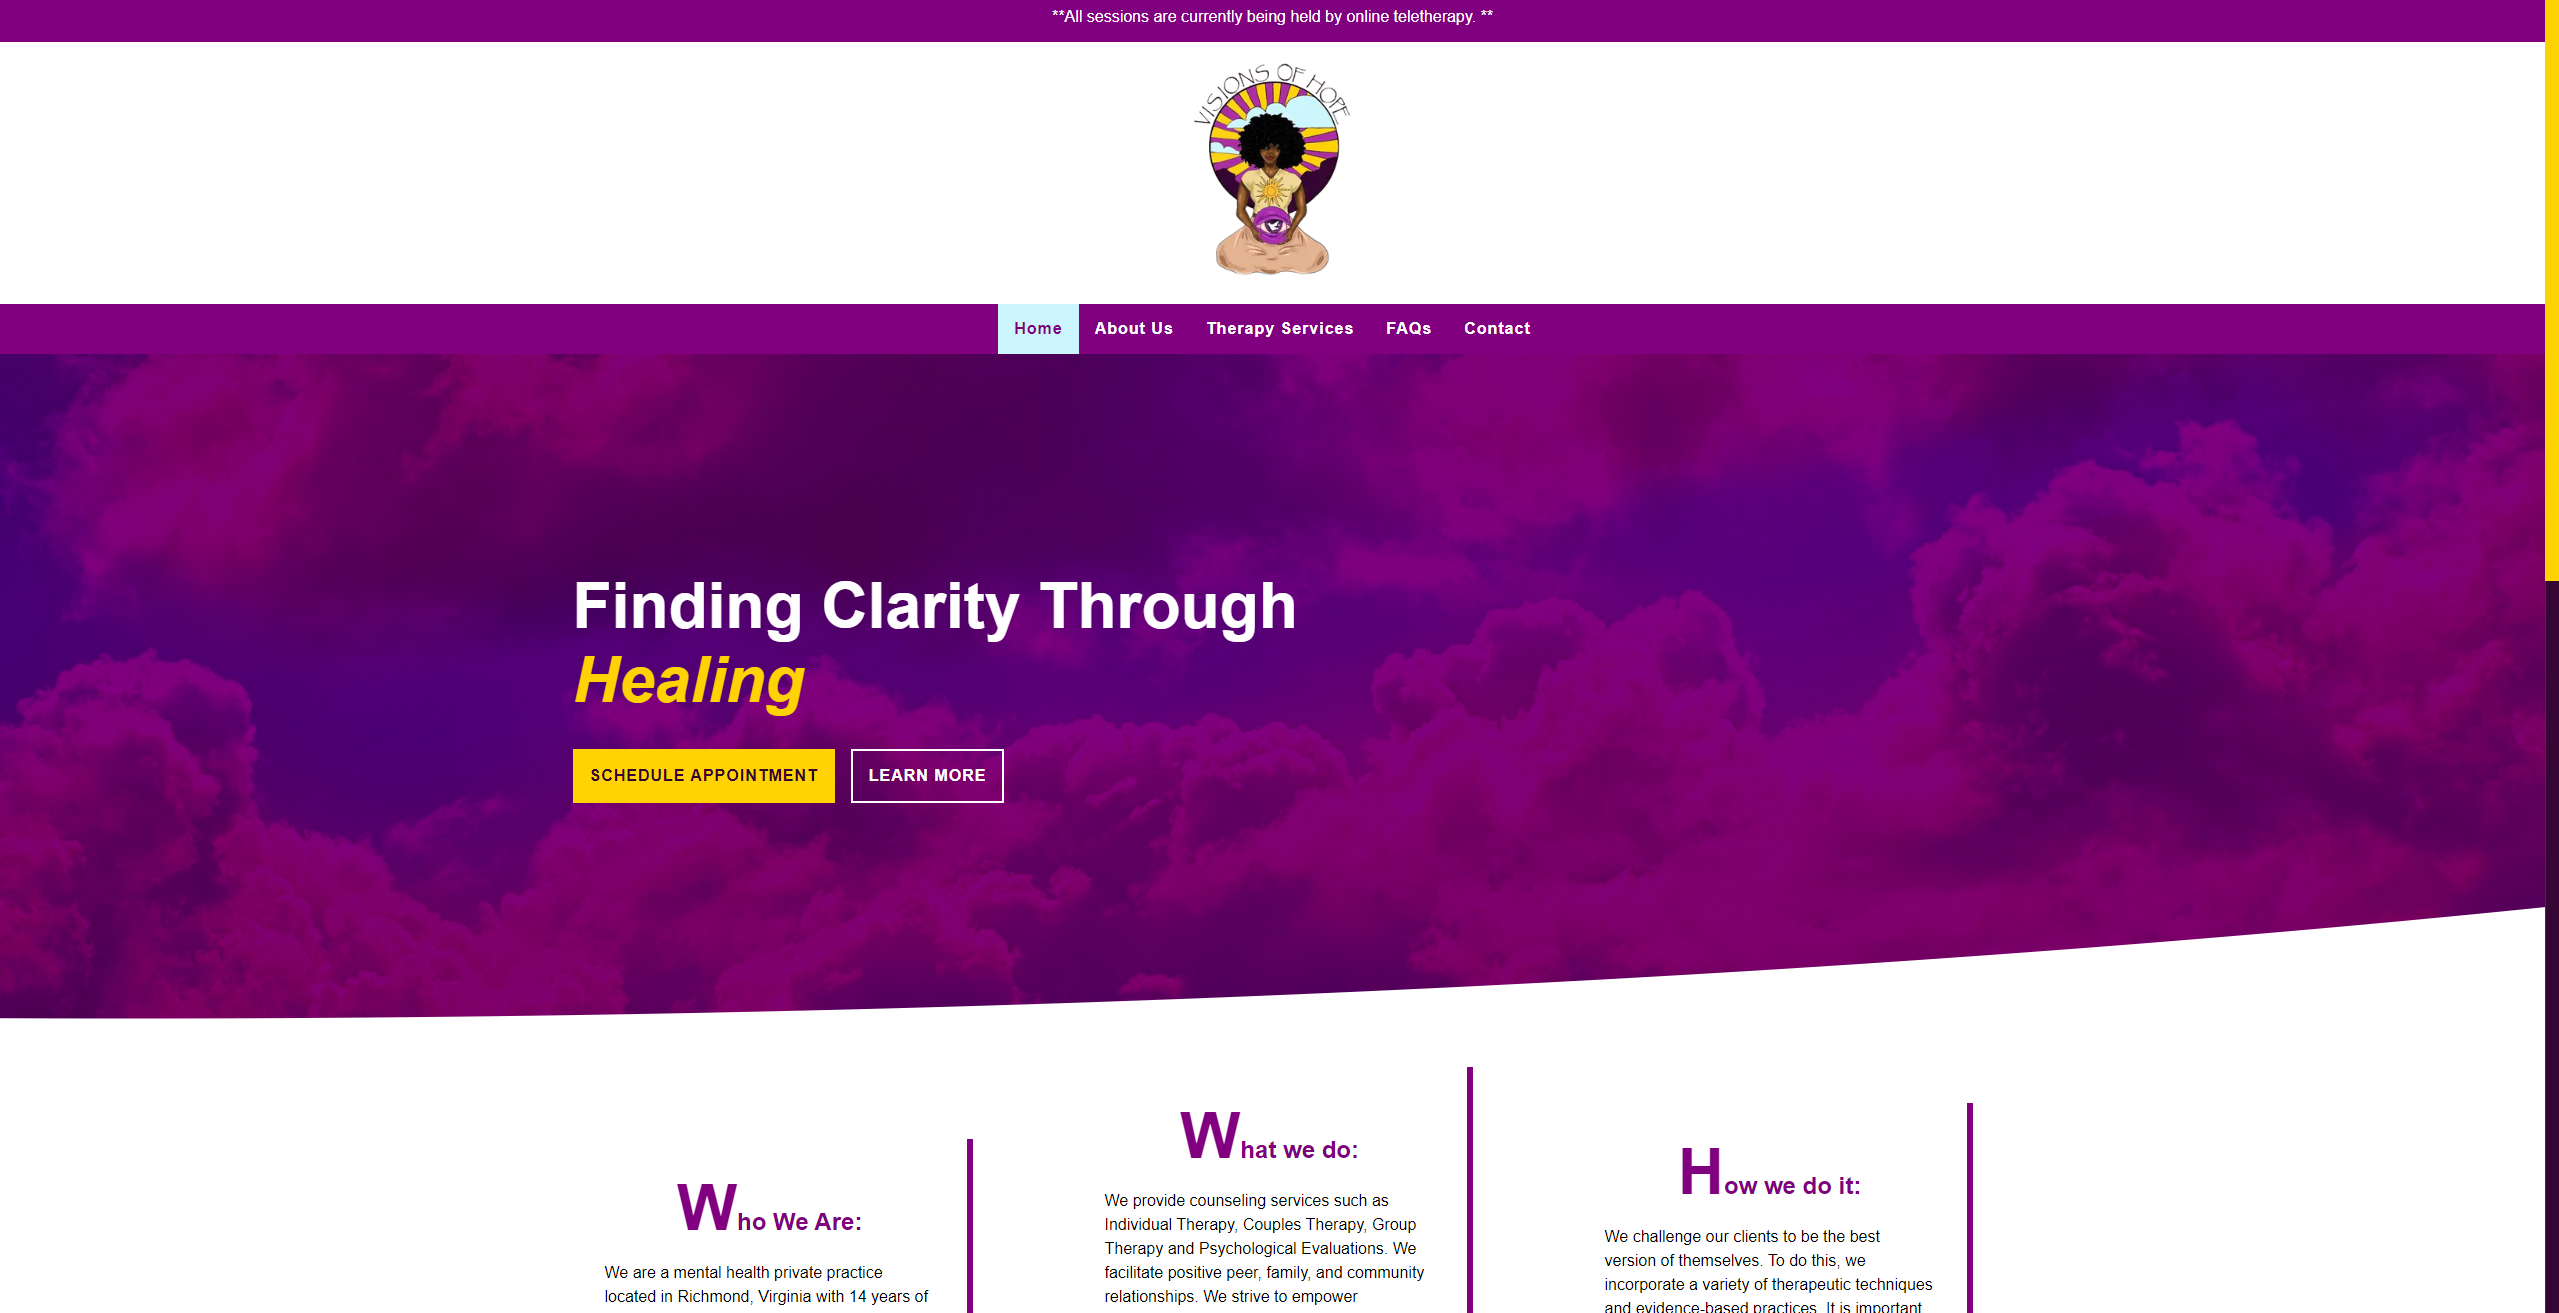 **All sessions are currently being held by online teletherapy. **
VISIONS OF HOPE
Home
About Us
Therapy Services
FAQs
Contact
Finding Clarity Through
Healing
SCHEDULE APPOINTMENT
LEARN MORE
Who We Are:
We are a mental health private practice
located in Richmond, Virginia with 14 years of
What we do:
We provide counseling services such as
Individual Therapy, Couples Therapy, Group
Therapy and Psychological Evaluations. We
facilitate positive peer, family, and community
relationships. We strive to empower
How we do it:
We challenge our clients to be the best
version of themselves. To do this, we
incorporate a variety of therapeutic techniques
and evidence-based practices. It is important